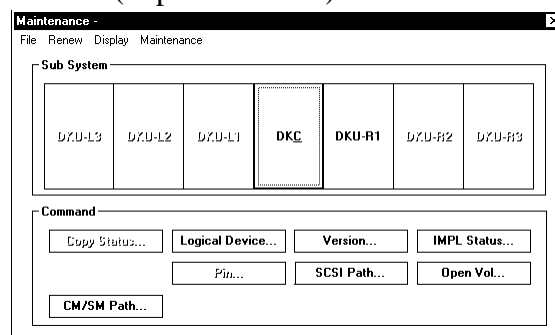 Maintenance -
File Renew Display Maintenance
Sub System
DKU-L3 DKU-L2 DKU-L1 DKC DKU-R1 DKU-R2 DKU-R3
Command
Copy Status... Logical Device... Version... IMPL Status...
Pin... SCSI Path... Open Vol...
CM/SM Path...